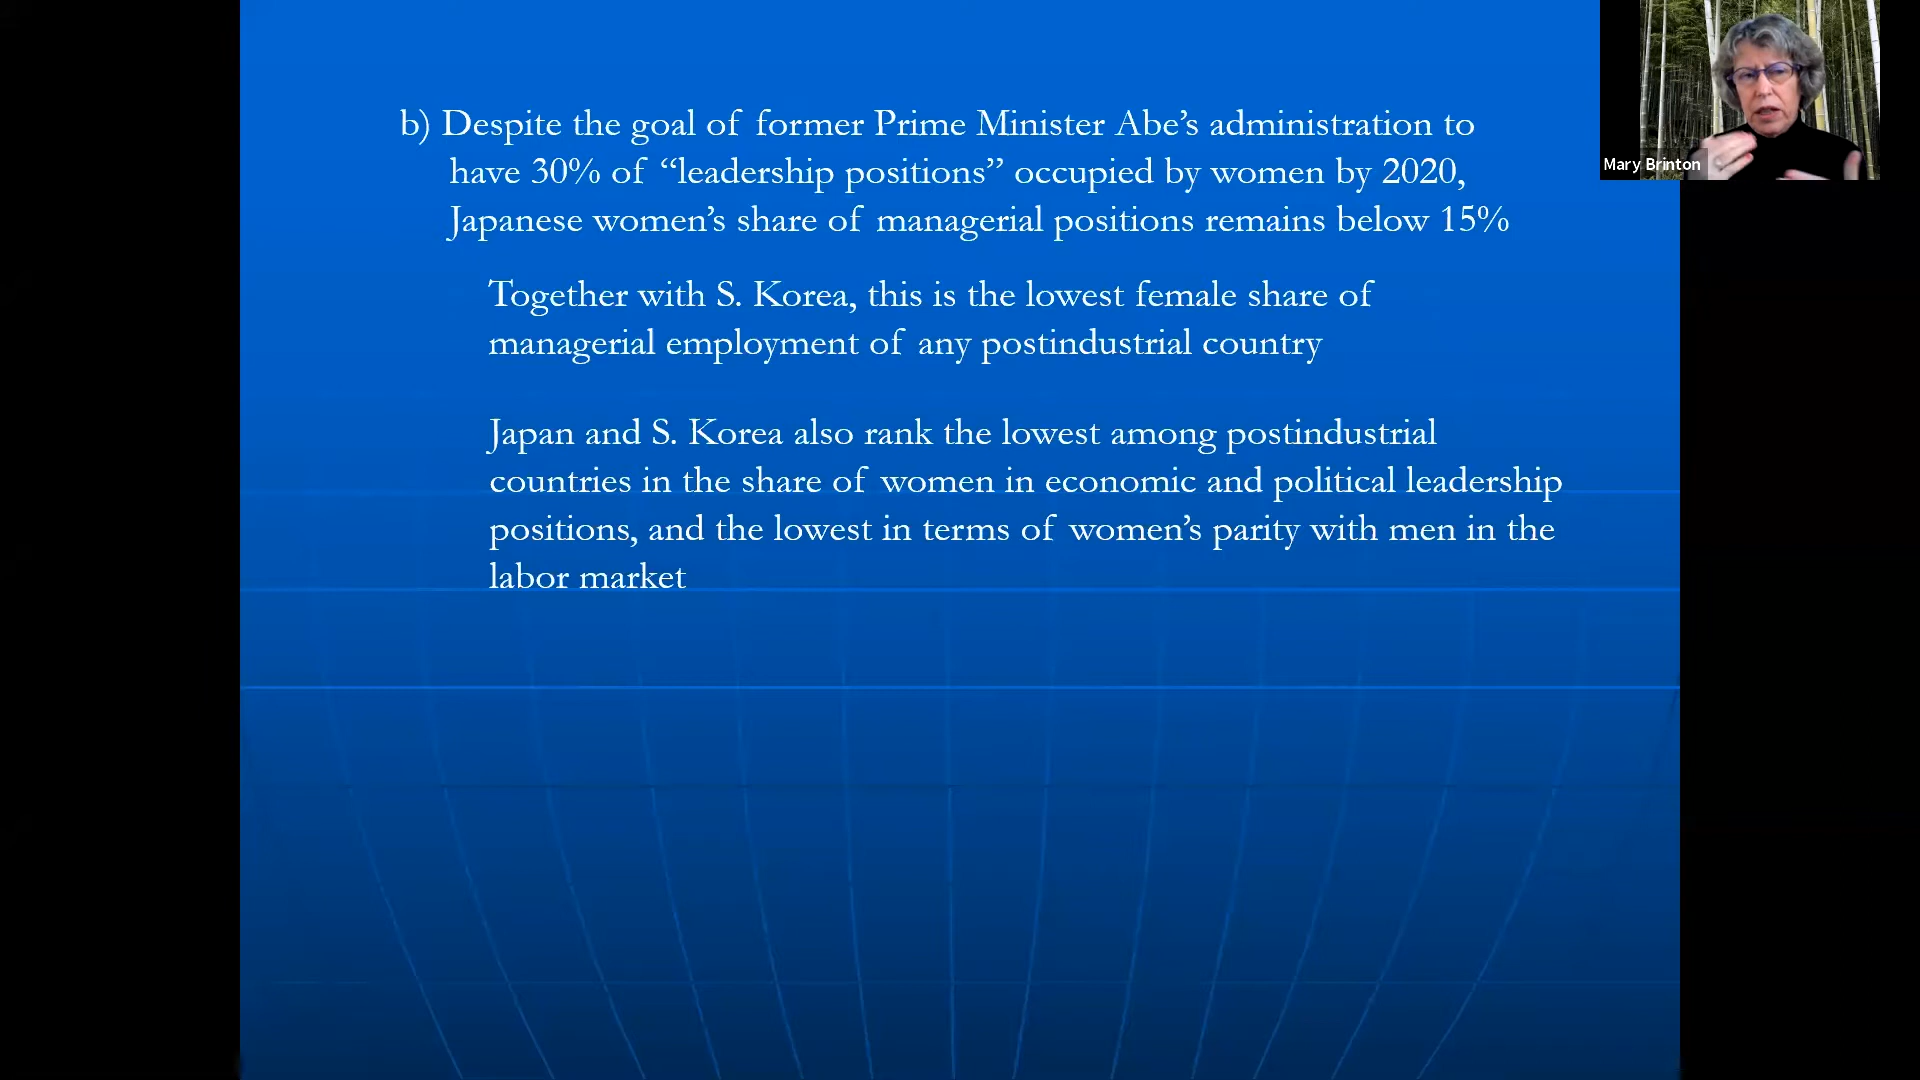 b) Despite the goal of former Prime Minister Abe’s administration to
have 30% of “leadership positions” occupied by women by 2020,
Japanese women’s share of managerial positions remains below 15%
Together with S. Korea, this is the lowest female share of
managerial employment of any postindustrial country
Japan and S. Korea also rank the lowest among postindustrial
countries in the share of women in economic and political leadership
positions, and the lowest in terms of women’s parity with men in the
labor market
Mary Brinton